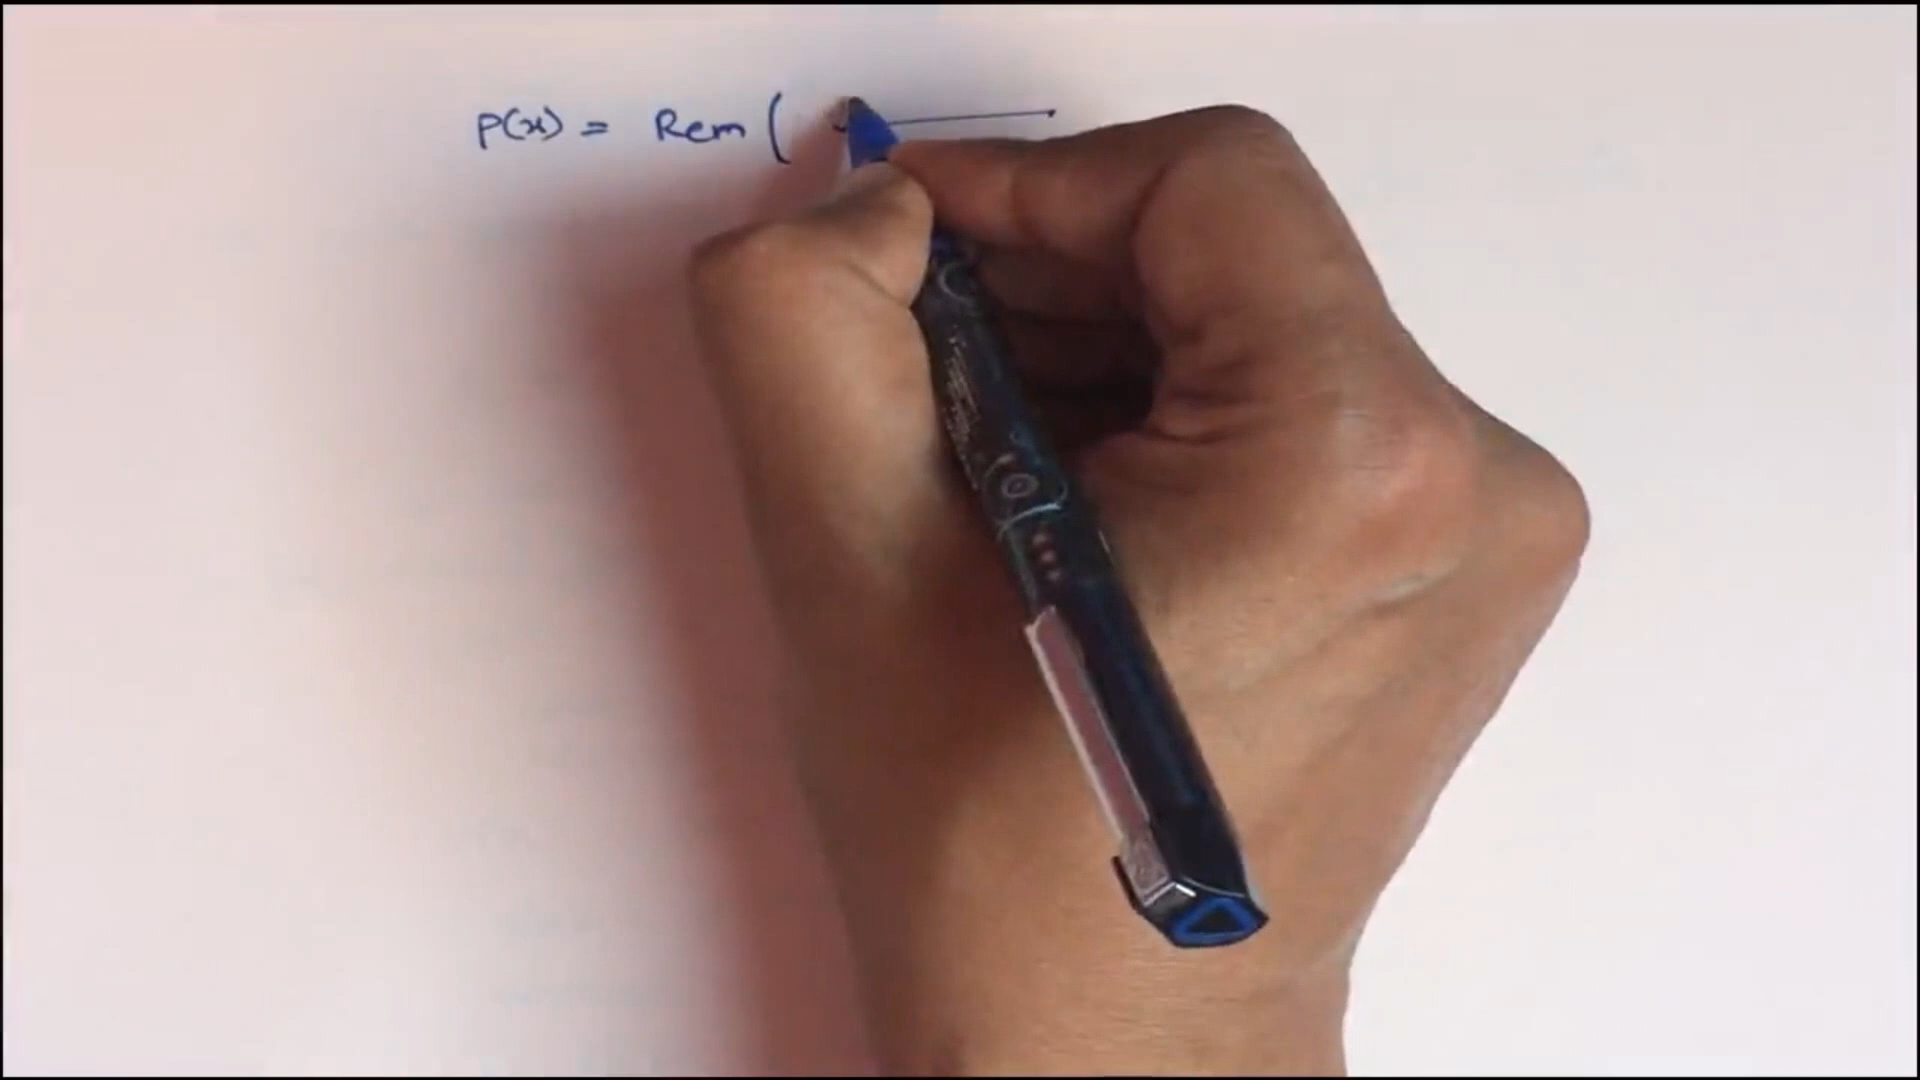 P(x) = Rem (